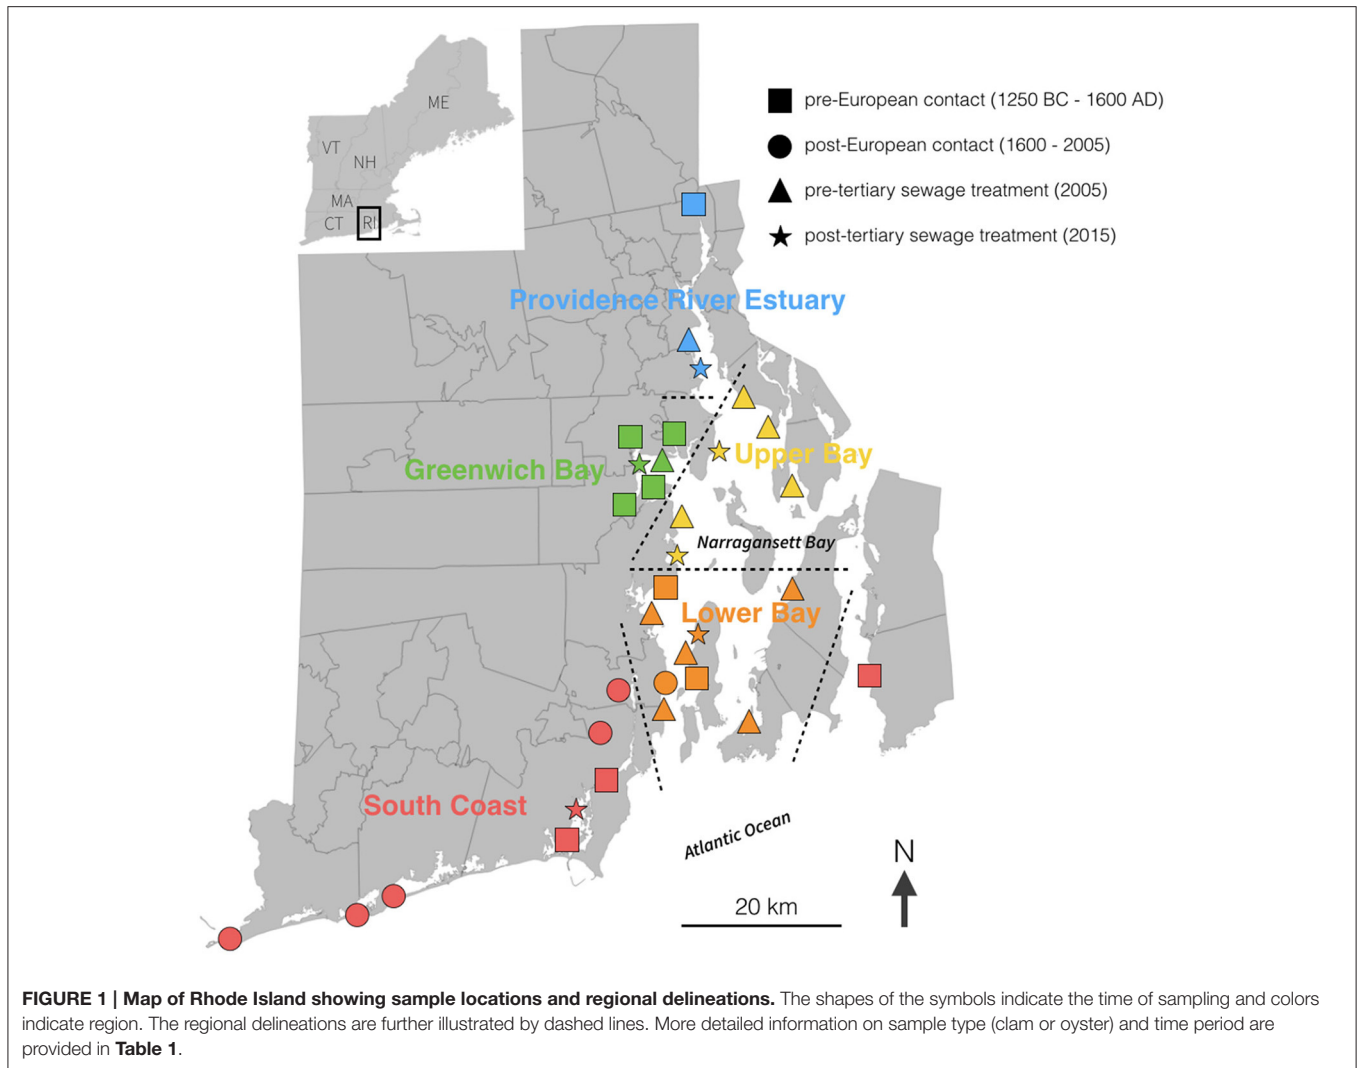 ME
VT
NH
MA
CT
RI
pre-European contact (1250 BC - 1600 AD)
post-European contact (1600 - 2005)
pre-tertiary sewage treatment (2005)
post-tertiary sewage treatment (2015)
Providence River Estuary
Greenwich Bay
Upper Bay
Narragansett Bay
Lower Bay
South Coast
Atlantic Ocean
N
20 km
FIGURE 1 | Map of Rhode Island showing sample locations and regional delineations. The shapes of the symbols indicate the time of sampling and colors
indicate region. The regional delineations are further illustrated by dashed lines. More detailed information on sample type (clam or oyster) and time period are
provided in Table 1.